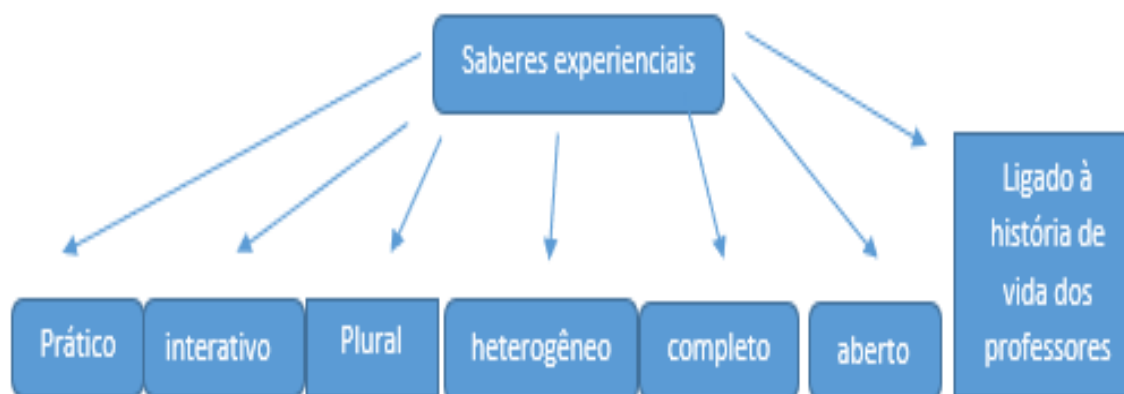 Saberes experienciais
Prático
interativo
Plural
heterogêneo
completo
aberto
Ligado à
história de
vida dos
professores